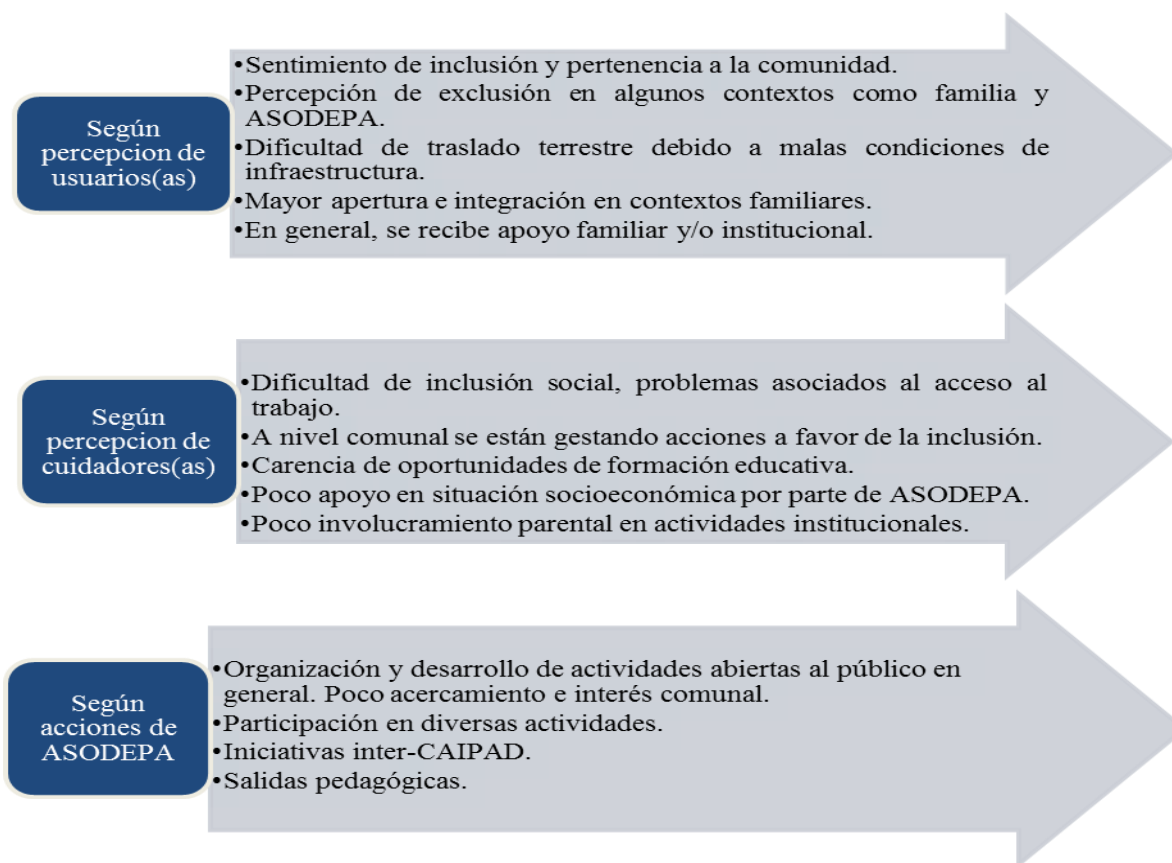 Según
percepcion de
usuarios(as)
•Sentimiento de inclusión y pertenencia a la comunidad.
•Percepción de exclusión en algunos contextos como familia y
ASODEPA.
•Dificultad de traslado terrestre debido a malas condiciones de
infraestructura.
•Mayor apertura e integración en contextos familiares.
•En general, se recibe apoyo familiar y/o institucional.
Según
percepcion de
cuidadores(as)
•Dificultad de inclusión social, problemas asociados al acceso al
trabajo.
•A nivel comunal se están gestando acciones a favor de la inclusión.
•Carencia de oportunidades de formación educativa.
•Poco apoyo en situación socioeconómica por parte de ASODEPA.
•Poco involucramiento parental en actividades institucionales.
Según
acciones de
ASODEPA
•Organización y desarrollo de actividades abiertas al público en
general. Poco acercamiento e interés comunal.
•Participación en diversas actividades.
•Iniciativas inter-CAIPAD.
•Salidas pedagógicas.